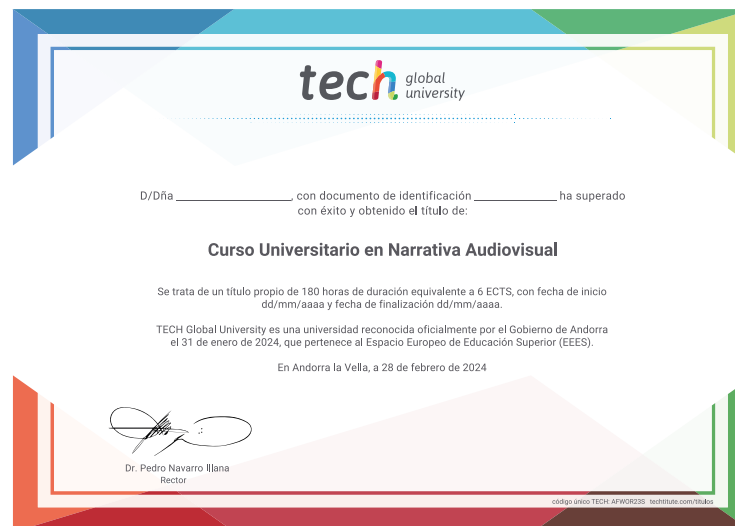 tech global university
D/Dña ____________, con documento de identificación ____________ ha superado
con éxito y obtenido el título de:
Curso Universitario en Narrativa Audiovisual
Se trata de un título propio de 180 horas de duración equivalente a 6 ECTS, con fecha de inicio
dd/mm/aaaa y fecha de finalización dd/mm/aaaa.
TECH Global University es una universidad reconocida oficialmente por el Gobierno de Andorra
el 31 de enero de 2024, que pertenece al Espacio Europeo de Educación Superior (EEES).
En Andorra la Vella, a 28 de febrero de 2024
Dr. Pedro Navarro Illana
Rector
código único TECH: AFWOR23S techtitute.com/titulos